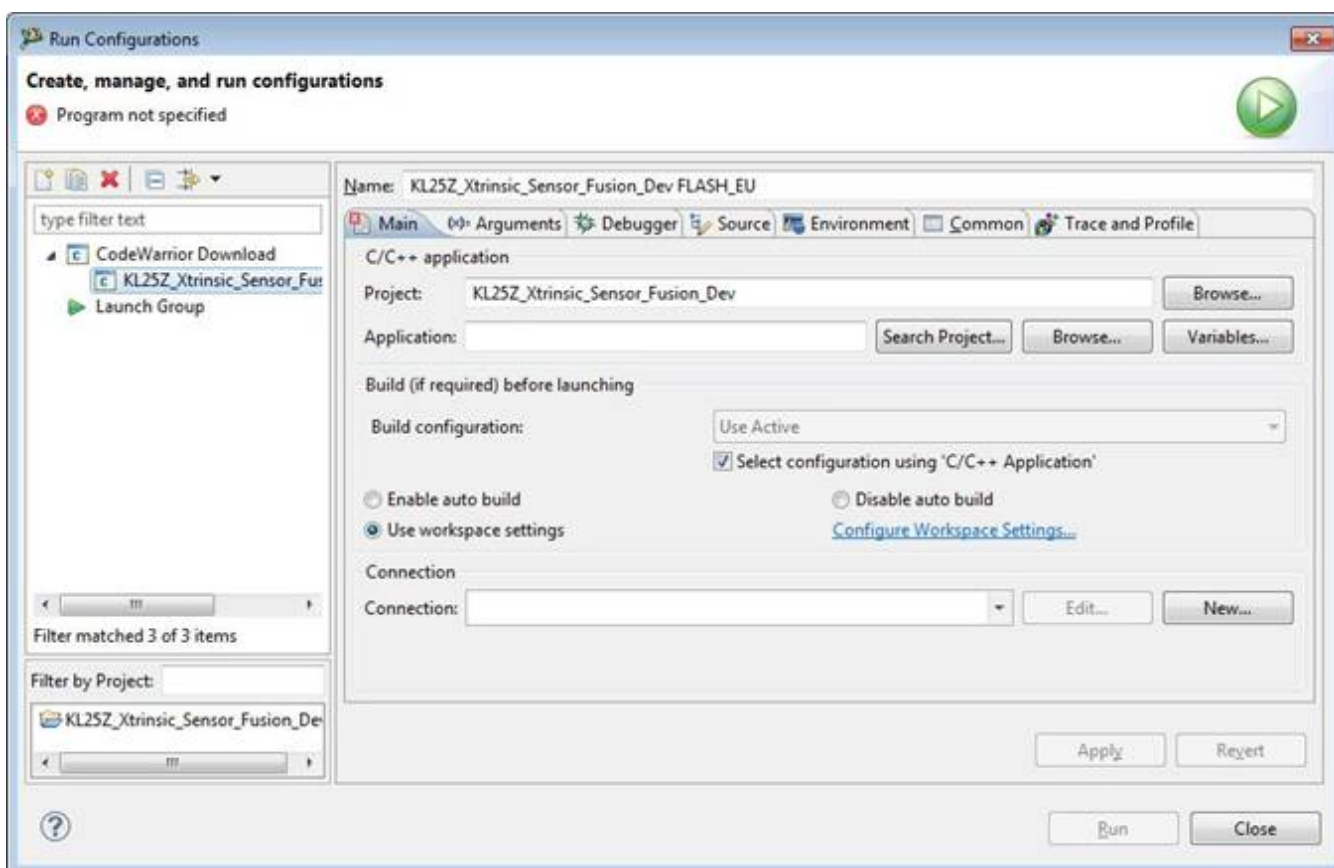 Run Configurations
Create, manage, and run configurations
Program not specified
type filter text
CodeWarrior Download
KL25Z_Xtrinsic_Sensor_Fus
Launch Group
Filter matched 3 of 3 items
Filter by Project:
KL25Z_Xtrinsic_Sensor_Fusion_De
Name: KL25Z_Xtrinsic_Sensor_Fusion_Dev FLASH_EU
Main Arguments Debugger Source Environment Common Trace and Profile
C/C++ application
Project: KL25Z_Xtrinsic_Sensor_Fusion_Dev Browse...
Application: Search Project... Browse... Variables...
Build (if required) before launching
Build configuration: Use Active
Select configuration using 'C/C++ Application'
Enable auto build Disable auto build
Use workspace settings Configure Workspace Settings...
Connection
Connection: Edit... New...
Apply Revert
Run Close